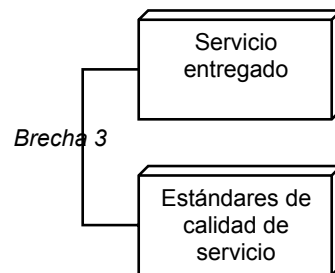 Servicio
entregado
Brecha 3
Estándares de
calidad de
servicio